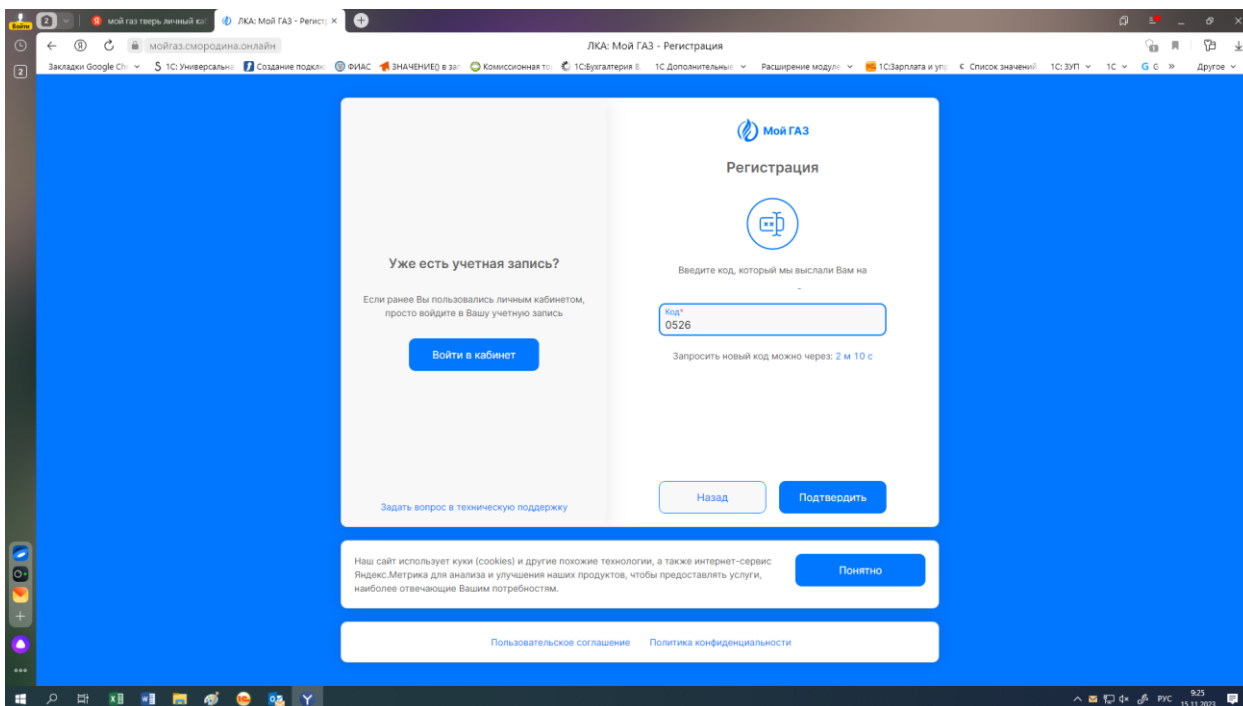 Войти
2
мой газ тверь личный каб
ЛКА: Мой ГАЗ - Регистр
мойгаз.смородина.онлайн
ЛКА: Мой ГАЗ - Регистрация
2
Закладки Google Ch
1С: Универсальна
Создание подклю
ФИАС
ЗНАЧЕНИЕ() в зап
Комиссионная то
1С:Бухгалтерия 8.
1С Дополнительные
Расширение модуле
1С:Зарплата и упр
Список значений
1С: ЗУП
1С
G
»
Другое
Мой ГАЗ
Регистрация
Уже есть учетная запись?
Если ранее Вы пользовались личным кабинетом,
просто войдите в Вашу учетную запись
Войти в кабинет
Задать вопрос в техническую поддержку
Введите код, который мы выслали Вам на
-
Код*
0526
Запросить новый код можно через: 2 м 10 с
Назад
Подтвердить
Наш сайт использует куки (cookies) и другие похожие технологии, а также интернет-сервис
Яндекс.Метрика для анализа и улучшения наших продуктов, чтобы предоставлять услуги,
наиболее отвечающие Вашим потребностям.
Понятно
Пользовательское соглашение
Политика конфиденциальности
РУС
9:25
15.11.2023